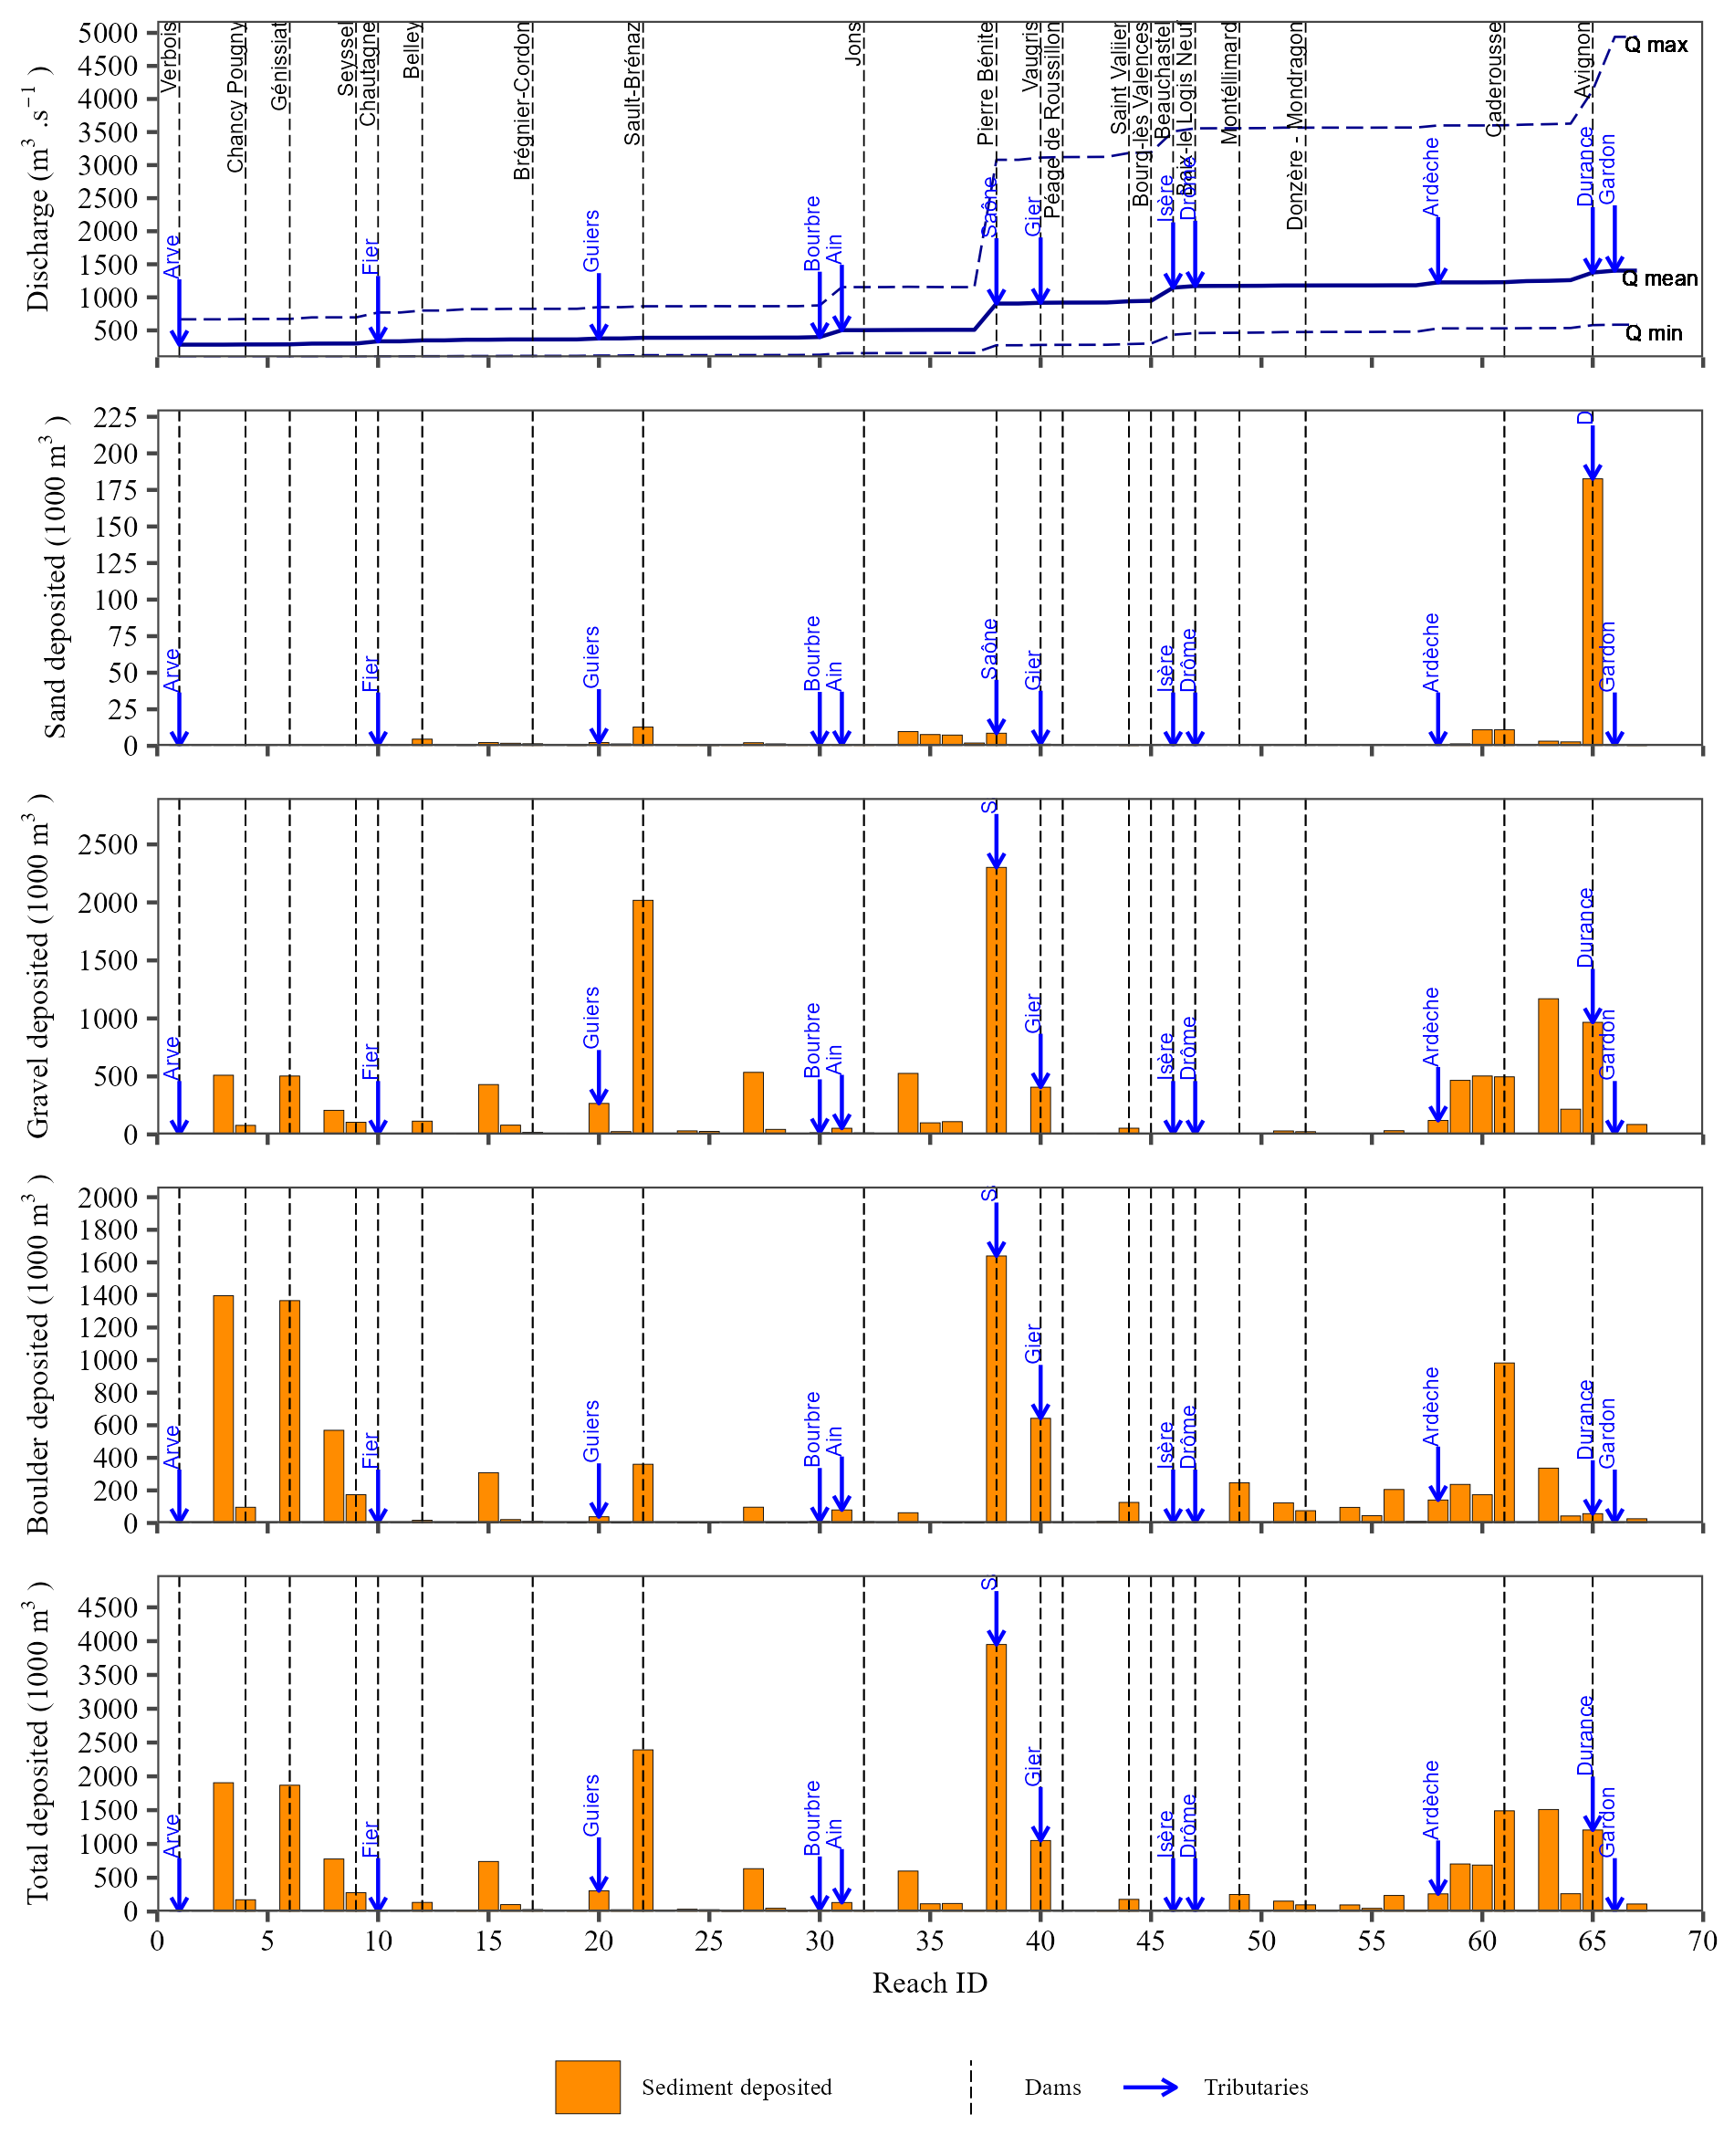 Discharge (m3 .s−1 )
5000
4500
4000
3500
3000
2500
2000
1500
1000
500
Verbois
Chancy Pougny
Génissiat
Seyssel
Chautagne
Belley
Brégnier-Cordon
Sault-Brénaz
Jons
Pierre Bénite
Vaugris
Péage de Roussillon
Saint Vallier
Bourg-lès Valences
Beauchastel
Baix-le Logis Neuf
Montélimard
Donzère - Mondragon
Caderousse
Avignon
Arve
Fier
Guiers
Bourbre
Ain
Saône
Gier
Isère
Drôme
Ardèche
Durance
Gardon
Q max
Q mean
Q min
Sand deposited (1000 m3 )
225
200
175
150
125
100
75
50
25
0
Arve
Fier
Guiers
Bourbre
Ain
Saône
Gier
Isère
Drôme
Ardèche
D
Gardon
Gravel deposited (1000 m3 )
2500
2000
1500
1000
500
0
Arve
Fier
Guiers
Bourbre
Ain
S
Gier
Isère
Drôme
Ardèche
Durance
Gardon
Boulder deposited (1000 m3 )
2000
1800
1600
1400
1200
1000
800
600
400
200
0
Arve
Fier
Guiers
Bourbre
Ain
S
Gier
Isère
Drôme
Ardèche
Durance
Gardon
Total deposited (1000 m3 )
4500
4000
3500
3000
2500
2000
1500
1000
500
0
Arve
Fier
Guiers
Bourbre
Ain
S
Gier
Isère
Drôme
Ardèche
Durance
Gardon
0 5 10 15 20 25 30 35 40 45 50 55 60 65 70
Reach ID
Sediment deposited Dams Tributaries